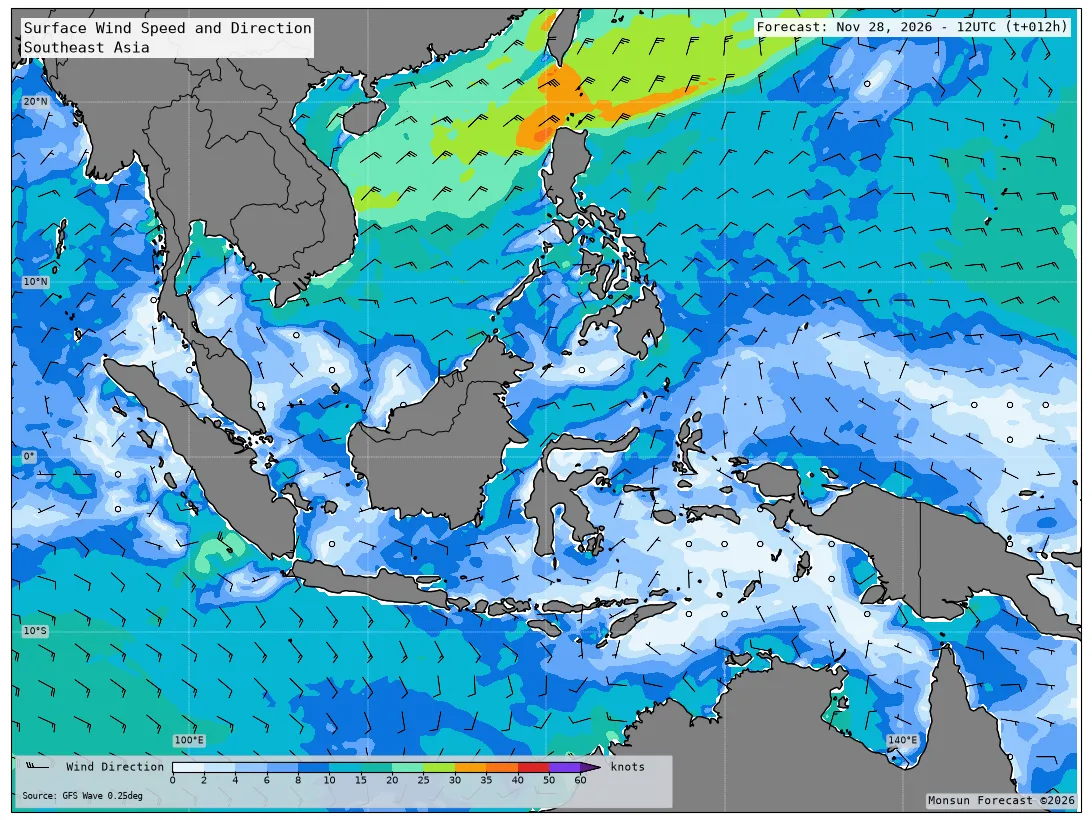 Surface Wind Speed and Direction
Southeast Asia
Forecast: Nov 28, 2026 - 12UTC (t+012h)
20°N
10°N
0°
10°S
100°E
140°E
Wind Direction
0 2 4 6 8 10 15 20 25 30 35 40 50 60
knots
Source: GFS Wave 0.25deg
Monsun Forecast ©2026